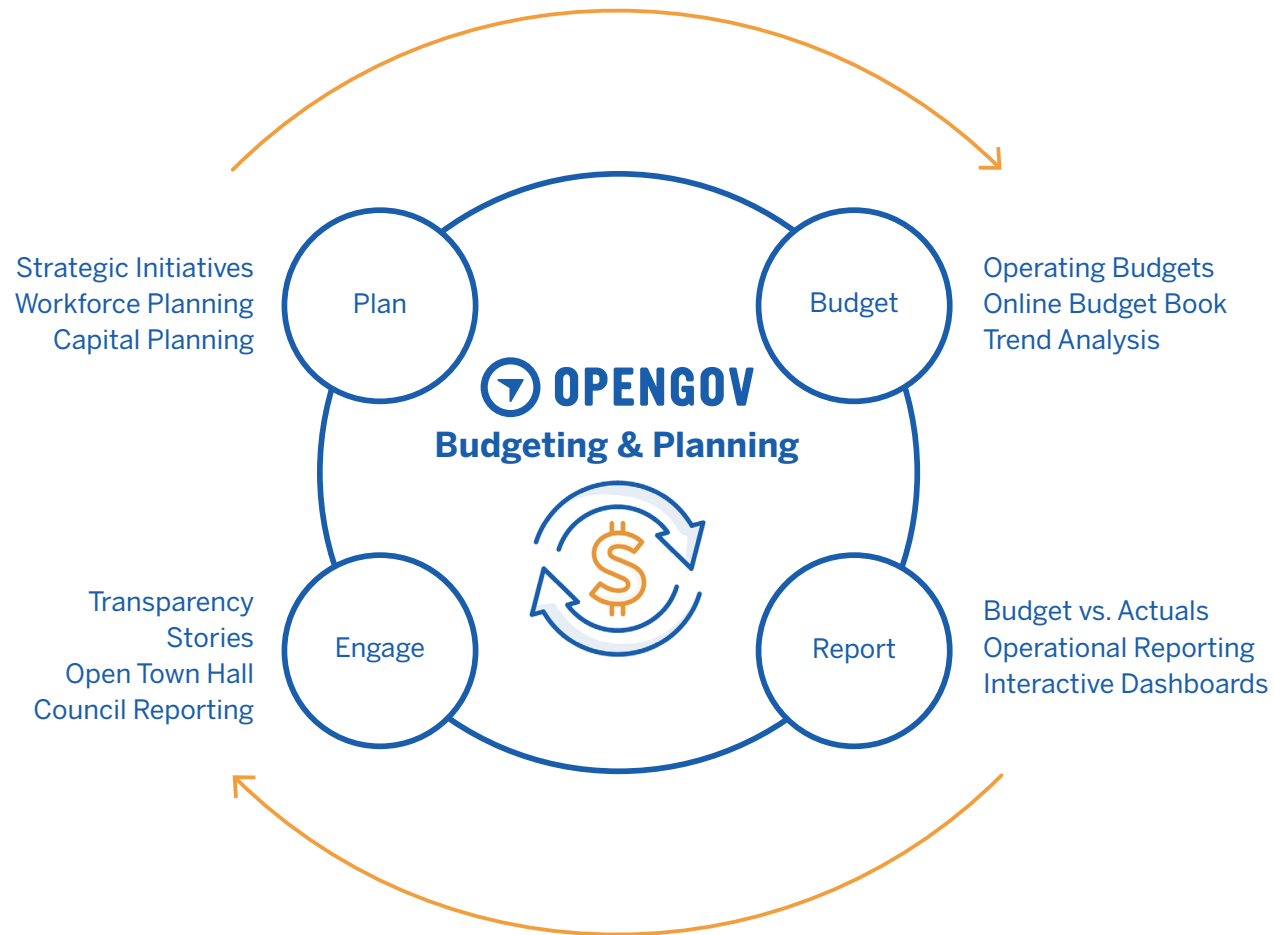 Strategic Initiatives
Workforce Planning
Capital Planning
Plan
Budget
Operating Budgets
Online Budget Book
Trend Analysis
OPENGOV
Budgeting & Planning
$
Transparency
Stories
Open Town Hall
Council Reporting
Engage
Report
Budget vs. Actuals
Operational Reporting
Interactive Dashboards